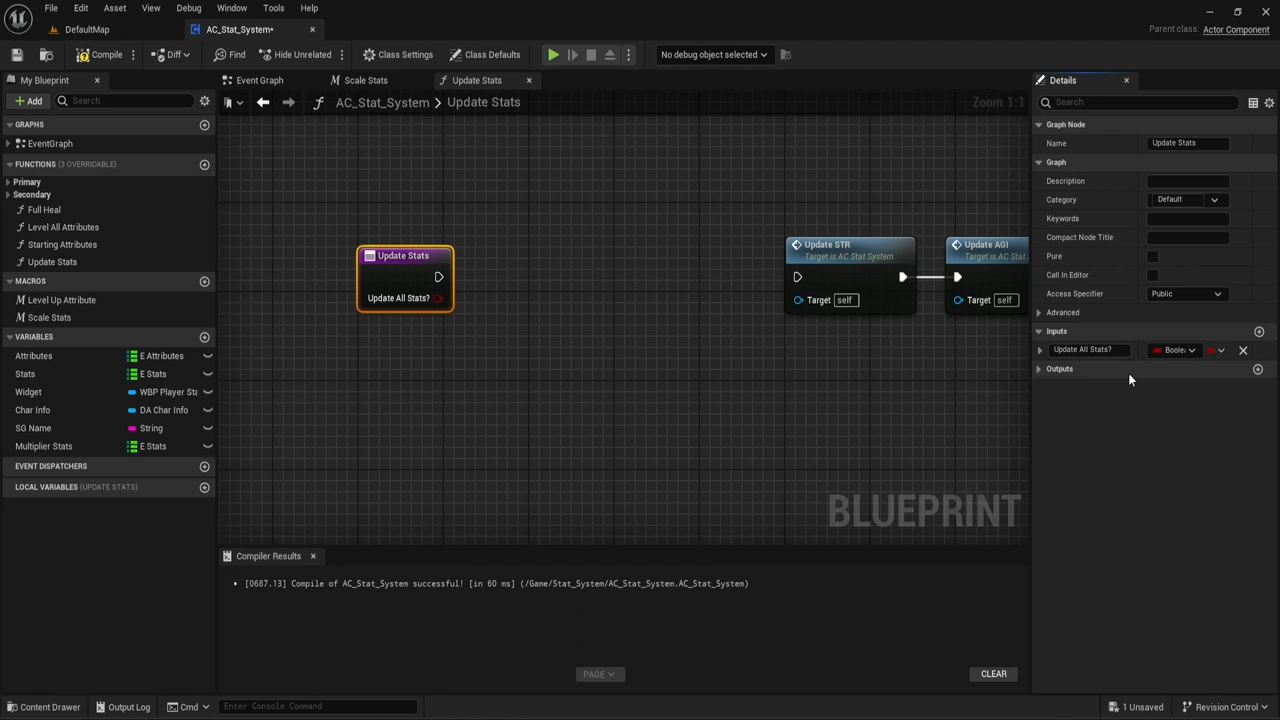 File Edit Asset View Debug Window Tools Help
DefaultMap AC_Stat_System*
Parent class: Actor Component
Compile Diff Find Hide Unrelated Class Settings Class Defaults No debug object selected
My Blueprint
Event Graph Scale Stats Update Stats
Details
Add Search
AC_Stat_System > Update Stats
Zoom 1:1
Search
GRAPHS
EventGraph
FUNCTIONS (3 OVERRIDABLE)
Primary
Secondary
Full Heal
Level All Attributes
Starting Attributes
Update Stats
MACROS
Level Up Attribute
Scale Stats
VARIABLES
Attributes E Attributes
Stats E Stats
Widget WBP Player Sta
Char Info DA Char Info
SG Name String
Multiplier Stats E Stats
EVENT DISPATCHERS
LOCAL VARIABLES (UPDATE STATS)
Update Stats
Update All Stats?
Update STR
Target is AC Stat System
Target self
Update AGI
Target is AC Stat
Target self
BLUEPRINT
Graph Node
Name Update Stats
Graph
Description
Category Default
Keywords
Compact Node Title
Pure
Call In Editor
Access Specifier Public
Advanced
Inputs
Update All Stats? Boolea
Outputs
Compiler Results
• [0687.13] Compile of AC_Stat_System successful! [in 60 ms] (/Game/Stat_System/AC_Stat_System.AC_Stat_System)
PAGE
CLEAR
Content Drawer Output Log Cmd Enter Console Command
1 Unsaved Revision Control